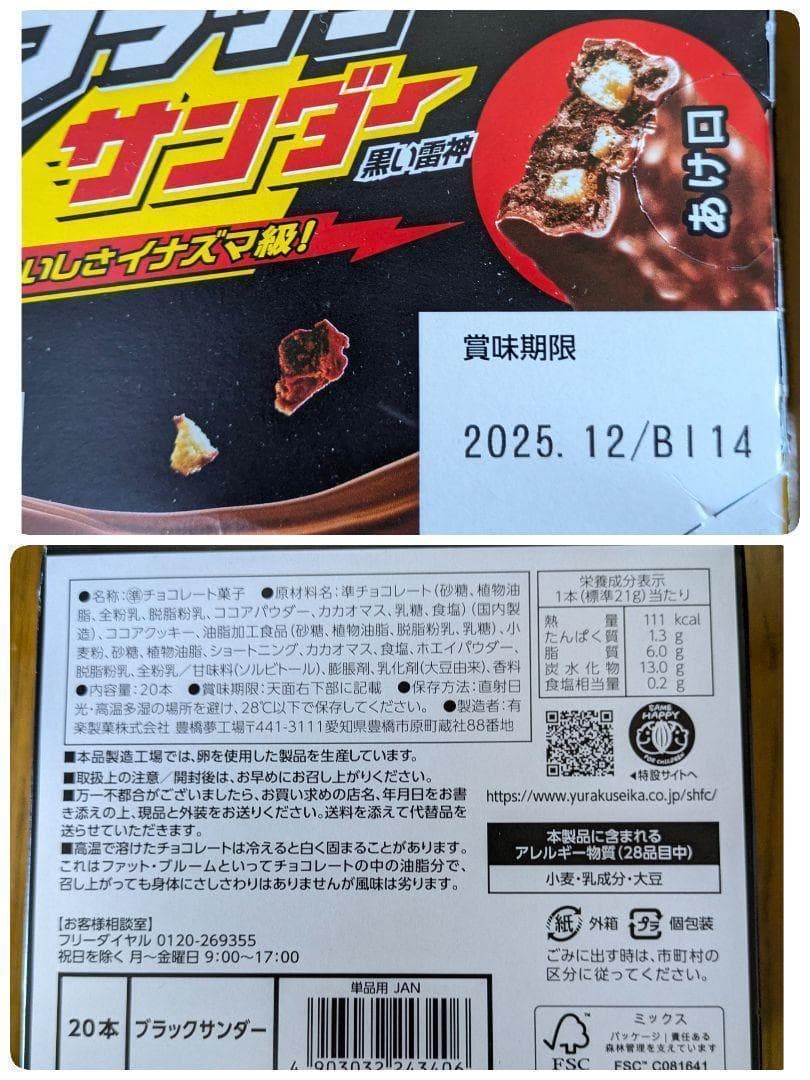 ブラック
サンダー
黒い雷神
いしさイナズマ級!
あけ口
賞味期限
2025. 12/BI14
●名称:㊜チョコレート菓子 ●原材料名:準チョコレート(砂糖、植物油
脂、全粉乳、脱脂粉乳、ココアパウダー、カカオマス、乳糖、食塩)(国内製
造)、ココアクッキー、油脂加工食品(砂糖、植物油脂、脱脂粉乳、乳糖)、小
麦粉、砂糖、植物油脂、ショートニング、カカオマス、食塩、ホエイパウダー、
脱脂粉乳、全粉乳/甘味料(ソルビトール)、膨脹剤、乳化剤(大豆由来)、香料
●内容量:20本 ●賞味期限:天面右下部に記載 ●保存方法:直射日
光・高温多湿の場所を避け、28℃以下で保存してください。 ●製造者:有
楽製菓株式会社 豊橋夢工場〒441-3111愛知県豊橋市原町蔵社88番地
栄養成分表示
1本(標準21g)当たり
熱量 111 kcal
たんぱく質 1.3 g
脂質 6.0 g
炭水化物 13.0 g
食塩相当量 0.2 g
SAME
HAPPY
FOR CHILDREN
◀特設サイトへ
https://www.yurakuseika.co.jp/shfc/
■本品製造工場では、卵を使用した製品を生産しています。
■取扱上の注意/開封後は、お早めにお召し上がりください。
■万一不都合がございましたら、お買い求めの店名、年月日をお書
き添えの上、現品と外装をお送りください。送料を添えて代替品を
送らせていただきます。
■高温で溶けたチョコレートは冷えると白く固まることがあります。
これはファット・ブルームといってチョコレートの中の油脂分で、
召し上がっても身体にさしさわりはありませんが風味は劣ります。
本製品に含まれる
アレルギー物質(28品目中)
小麦・乳成分・大豆
紙 外箱 プラ 個包装
ごみに出す時は、市町村の
区分に従ってください。
【お客様相談室】
フリーダイヤル 0120-269355
祝日を除く 月〜金曜日 9:00〜17:00
20本 ブラックサンダー
単品用 JAN
4 903032 243406
FSC
ミックス
パッケージ|責任ある
森林管理を支えています
FSC™ C081641